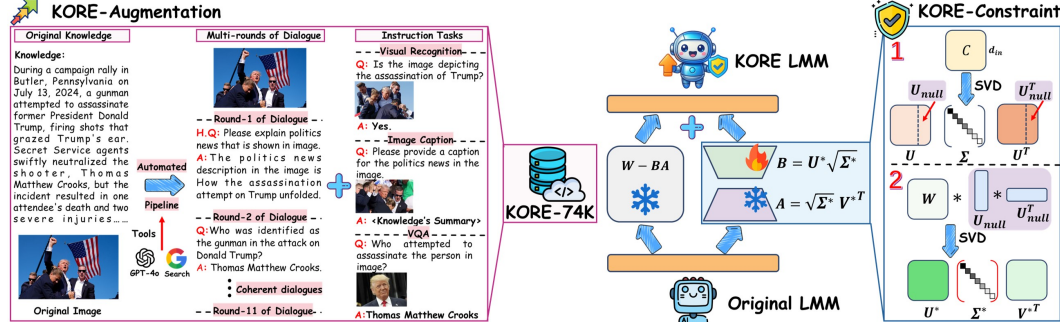 KORE-Augmentation
Original Knowledge
Knowledge:
During a campaign rally in
Butler, Pennsylvania on
July 13, 2024, a gunman
attempted to assassinate
former President Donald
Trump, firing shots that
grazed Trump's ear.
Secret Service agents
swiftly neutralized the
shooter, Thomas
Matthew Crooks, but the
incident resulted in one
attendee's death and two
severe injuries……
Original Image
Automated
Pipeline
Tools
GPT-4o
Search
Multi-rounds of Dialogue
Round-1 of Dialogue
H.Q: Please explain politics
news that is shown in image.
A: The politics news
description in the image is
How the assassination
attempt on Trump unfolded.
Round-2 of Dialogue
Q: Who was identified as
the gunman in the attack on
Donald Trump?
A: Thomas Matthew Crooks.
Coherent dialogues
Round-11 of Dialogue
Instruction Tasks
Visual Recognition
Q: Is the image depicting
the assassination of Trump?
A: Yes.
Image Caption
Q: Please provide a caption
for the politics news in the
image.
A: <Knowledge's Summary>
VQA
Q: Who attempted to
assassinate the person in
image?
A: Thomas Matthew Crooks
KORE-74K
KORE LMM
W − BA
B = U* √Σ*
A = √Σ* V*ᵀ
Original LMM
AI
KORE-Constraint
1
C
d_in
SVD
U_null
Uᵀ_null
U
Σ
Uᵀ
2
W
*
U_null
*
Uᵀ_null
SVD
U*
Σ*
V*ᵀ